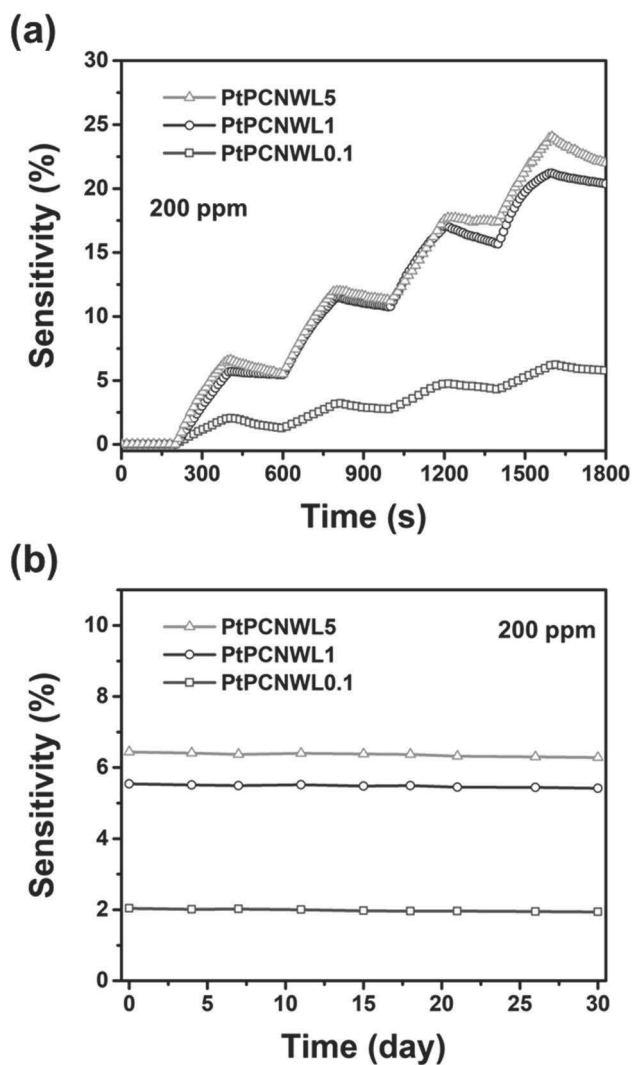 (a)
30
25
20
15
10
5
0
Sensitivity (%)
PtPCNWL5
PtPCNWL1
PtPCNWL0.1
200 ppm
0 300 600 900 1200 1500 1800
Time (s)
(b)
10
8
6
4
2
0
Sensitivity (%)
PtPCNWL5
PtPCNWL1
PtPCNWL0.1
200 ppm
0 5 10 15 20 25 30
Time (day)